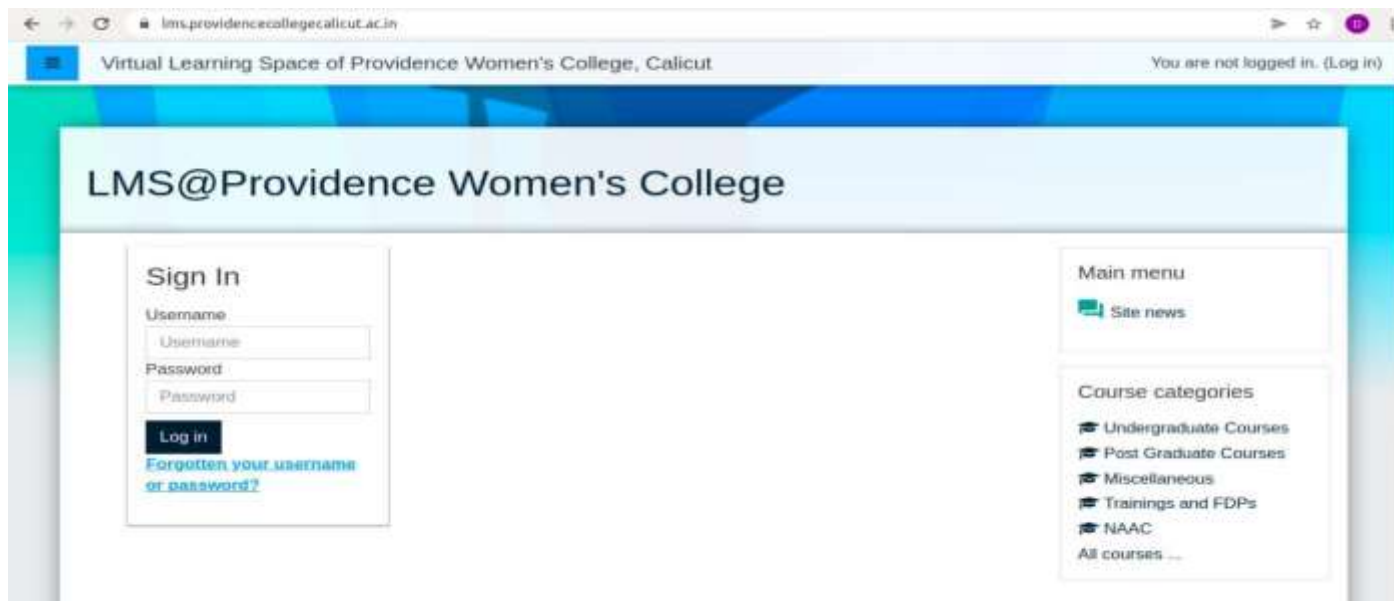 lms.providencecollegecalicut.ac.in
Virtual Learning Space of Providence Women's College, Calicut
You are not logged in. (Log in)
LMS@Providence Women's College
Sign In
Username
Username
Password
Password
Log in
Forgotten your username
or password?
Main menu
Site news
Course categories
Undergraduate Courses
Post Graduate Courses
Miscellaneous
Trainings and FDPs
NAAC
All courses ...